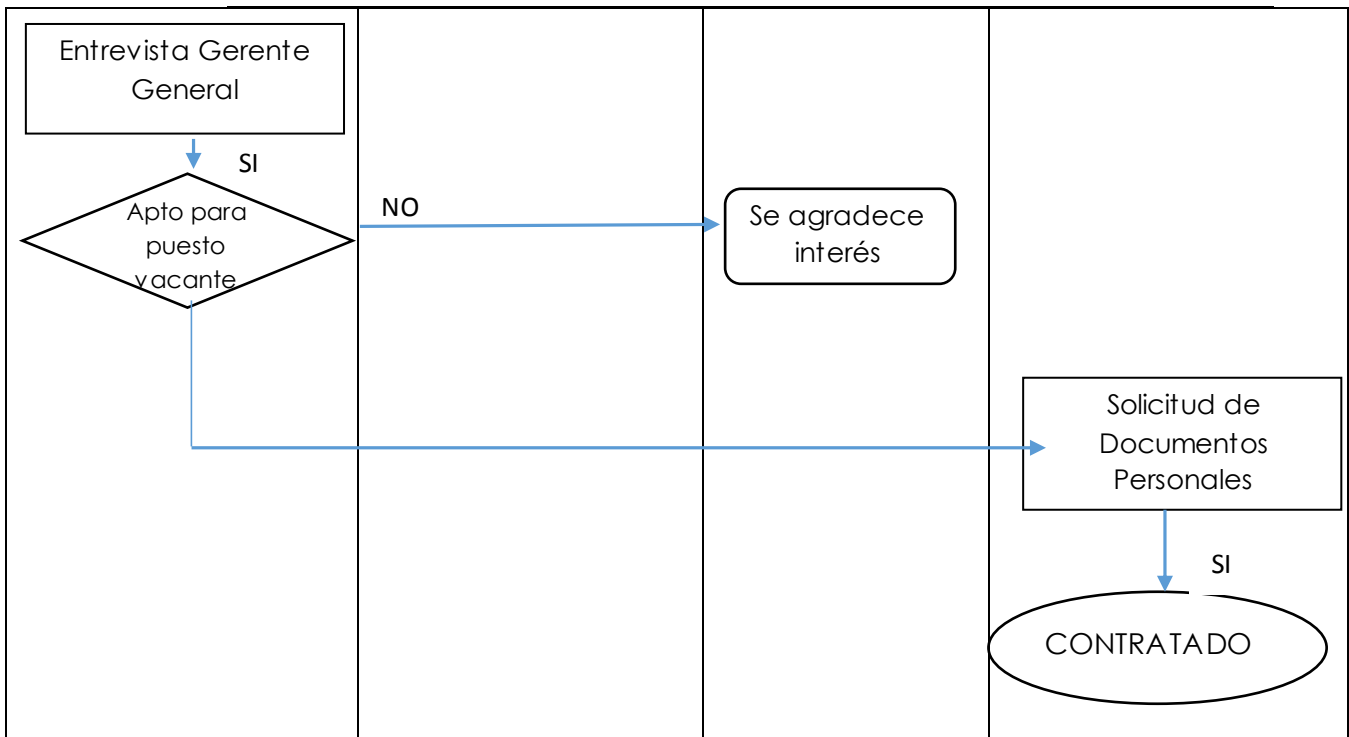 Entrevista Gerente
General
SI
Apto para
puesto
vacante
NO
Se agradece
interés
Solicitud de
Documentos
Personales
SI
CONTRATADO